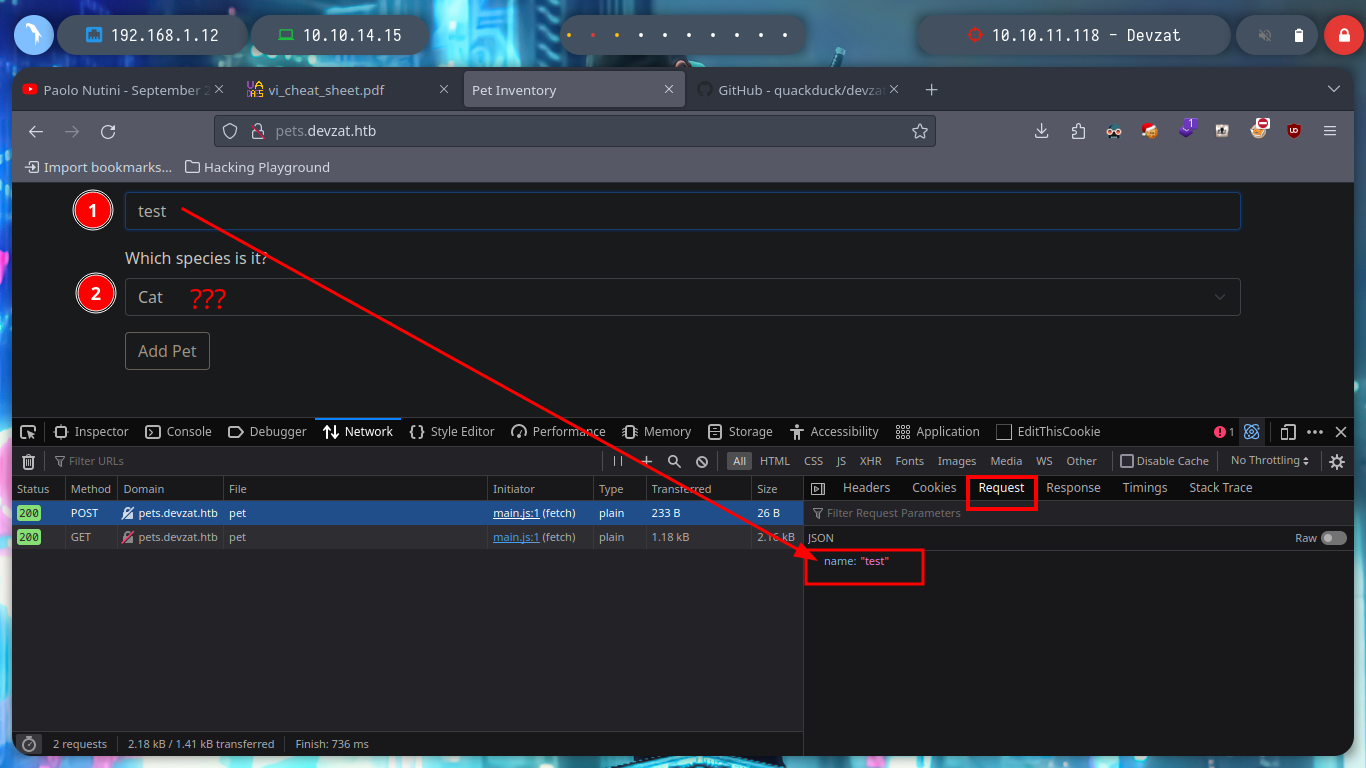 192.168.1.12 10.10.14.15 10.10.11.118 - Devzat
Paolo Nutini - September 2 vi_cheat_sheet.pdf Pet Inventory GitHub - quackduck/devzat
pets.devzat.htb 1 UD
Import bookmarks... Hacking Playground
1 test
Which species is it?
2 Cat ???
Add Pet
Inspector Console Debugger Network Style Editor Performance Memory Storage Accessibility Application EditThisCookie 1
Filter URLs All HTML CSS JS XHR Fonts Images Media WS Other Disable Cache No Throttling
Status Method Domain File Initiator Type Transferred Size Headers Cookies Request Response Timings Stack Trace
200 POST pets.devzat.htb pet main.js:1 (fetch) plain 233 B 26 B Filter Request Parameters
200 GET pets.devzat.htb pet main.js:1 (fetch) plain 1.18 kB 2.16 kB JSON Raw
name: "test"
2 requests 2.18 kB / 1.41 kB transferred Finish: 736 ms